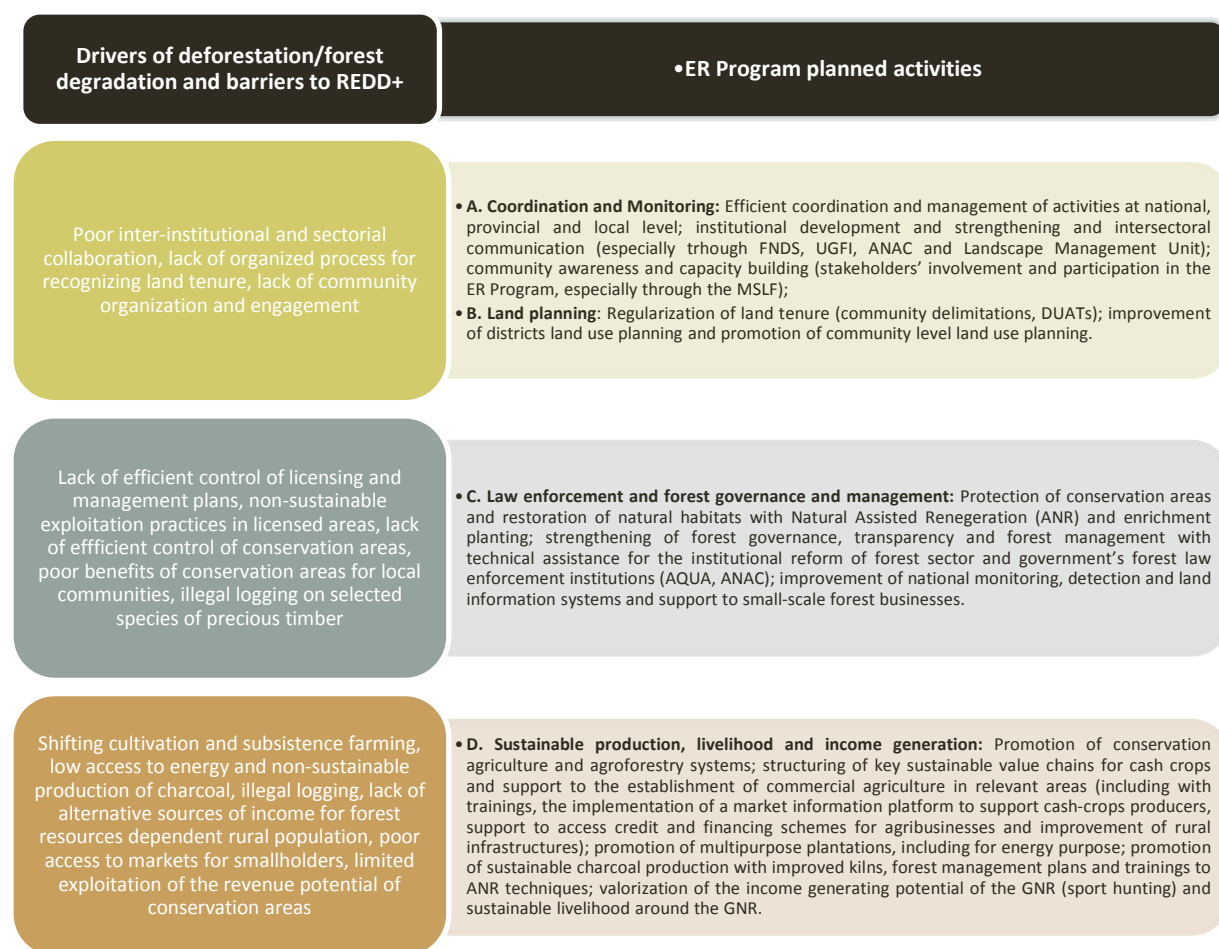 Drivers of deforestation/forest
degradation and barriers to REDD+
•ER Program planned activities
Poor inter-institutional and sectorial
collaboration, lack of organized process for
recognizing land tenure, lack of community
organization and engagement
• A. Coordination and Monitoring: Efficient coordination and management of activities at national,
provincial and local level; institutional development and strengthening and intersectoral
communication (especially trhough FNDS, UGFI, ANAC and Landscape Management Unit);
community awareness and capacity building (stakeholders’ involvement and participation in the
ER Program, especially through the MSLF);
• B. Land planning: Regularization of land tenure (community delimitations, DUATs); improvement
of districts land use planning and promotion of community level land use planning.
Lack of efficient control of licensing and
management plans, non-sustainable
exploitation practices in licensed areas, lack
of effficient control of conservation areas,
poor benefits of conservation areas for local
communities, illegal logging on selected
species of precious timber
• C. Law enforcement and forest governance and management: Protection of conservation areas
and restoration of natural habitats with Natural Assisted Renegeration (ANR) and enrichment
planting; strengthening of forest governance, transparency and forest management with
technical assistance for the institutional reform of forest sector and government’s forest law
enforcement institutions (AQUA, ANAC); improvement of national monitoring, detection and land
information systems and support to small-scale forest businesses.
Shifting cultivation and subsistence farming,
low access to energy and non-sustainable
production of charcoal, illegal logging, lack of
alternative sources of income for forest
resources dependent rural population, poor
access to markets for smallholders, limited
exploitation of the revenue potential of
conservation areas
• D. Sustainable production, livelihood and income generation: Promotion of conservation
agriculture and agroforestry systems; structuring of key sustainable value chains for cash crops
and support to the establishment of commercial agriculture in relevant areas (including with
trainings, the implementation of a market information platform to support cash-crops producers,
support to access credit and financing schemes for agribusinesses and improvement of rural
infrastructures); promotion of multipurpose plantations, including for energy purpose; promotion
of sustainable charcoal production with improved kilns, forest management plans and trainings to
ANR techniques; valorization of the income generating potential of the GNR (sport hunting) and
sustainable livelihood around the GNR.